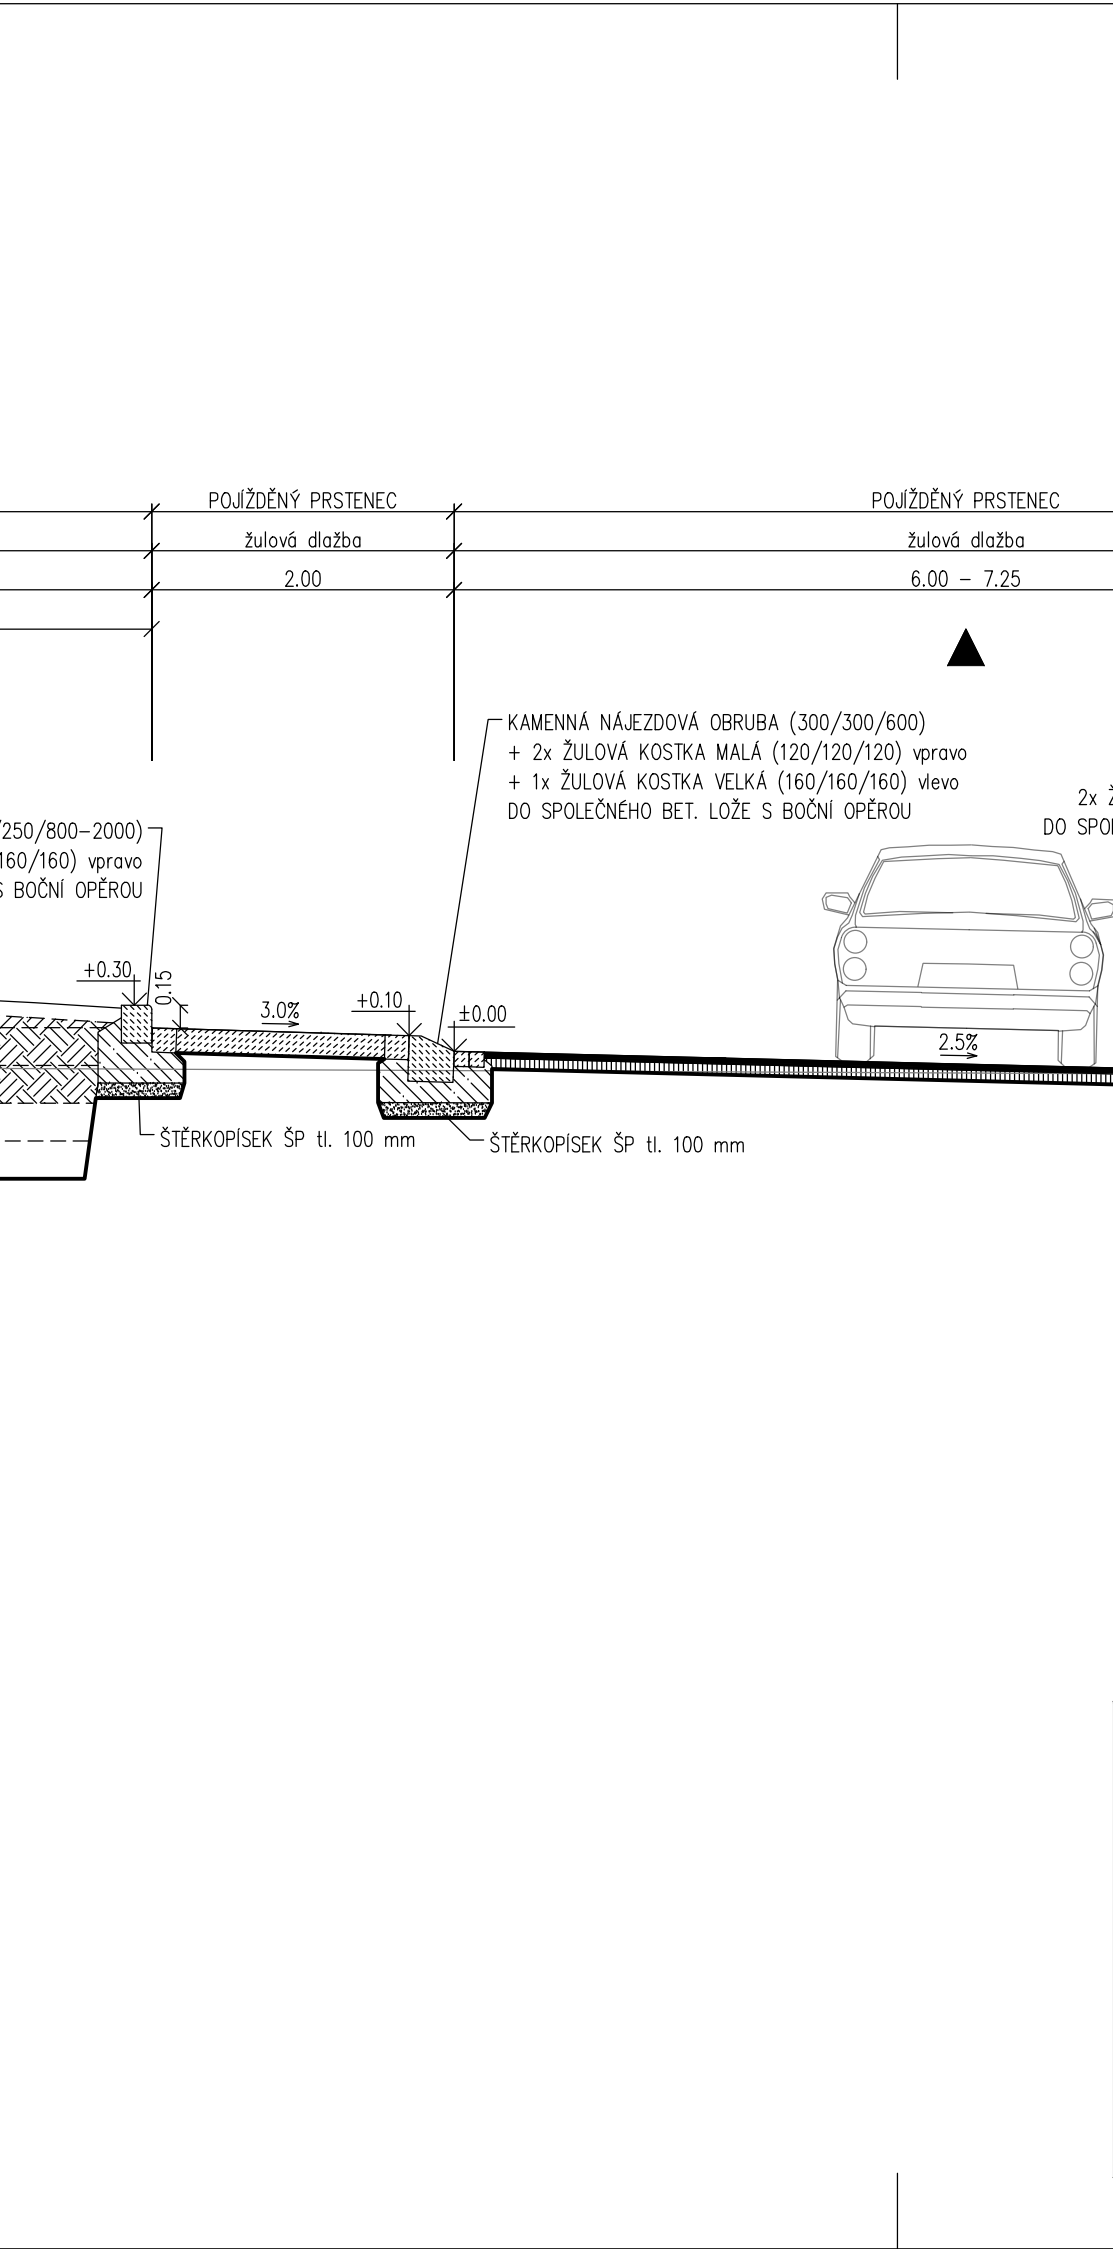 POJÍŽDĚNÝ PRSTENEC
žulová dlažba
2.00
POJÍŽDĚNÝ PRSTENEC
žulová dlažba
6.00 – 7.25
KAMENNÁ NÁJEZDOVÁ OBRUBA (300/300/600)
+ 2x ŽULOVÁ KOSTKA MALÁ (120/120/120) vpravo
+ 1x ŽULOVÁ KOSTKA VELKÁ (160/160/160) vlevo
DO SPOLEČNÉHO BET. LOŽE S BOČNÍ OPĚROU
2x
DO
/250/800-2000)
160/160) vpravo
S BOČNÍ OPĚROU
+0.30
0.15
3.0%
+0.10
±0.00
2.5%
ŠTĚRKOPÍSEK ŠP tl. 100 mm
ŠTĚRKOPÍSEK ŠP tl. 100 mm